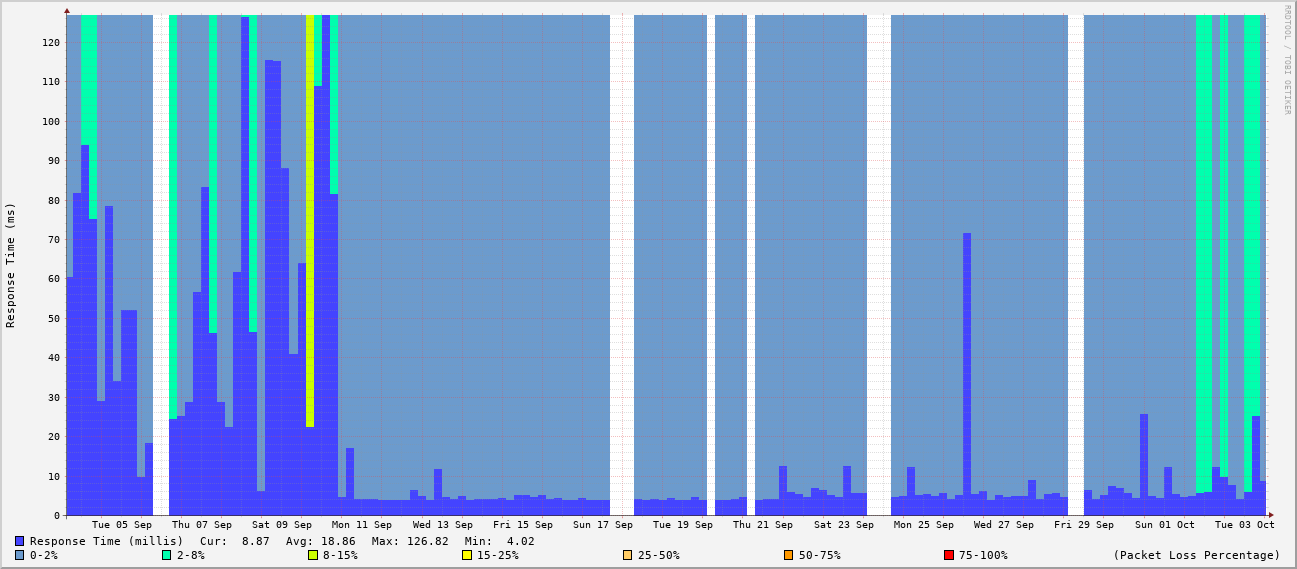 RRDTOOL / TOBI OETIKER
Response Time (ms)
120
110
100
90
80
70
60
50
40
30
20
10
0
Tue 05 Sep Thu 07 Sep Sat 09 Sep Mon 11 Sep Wed 13 Sep Fri 15 Sep Sun 17 Sep Tue 19 Sep Thu 21 Sep Sat 23 Sep Mon 25 Sep Wed 27 Sep Fri 29 Sep Sun 01 Oct Tue 03 Oct
Response Time (millis) Cur: 8.87 Avg: 18.86 Max: 126.82 Min: 4.02
0-2% 2-8% 8-15% 15-25% 25-50% 50-75% 75-100% (Packet Loss Percentage)